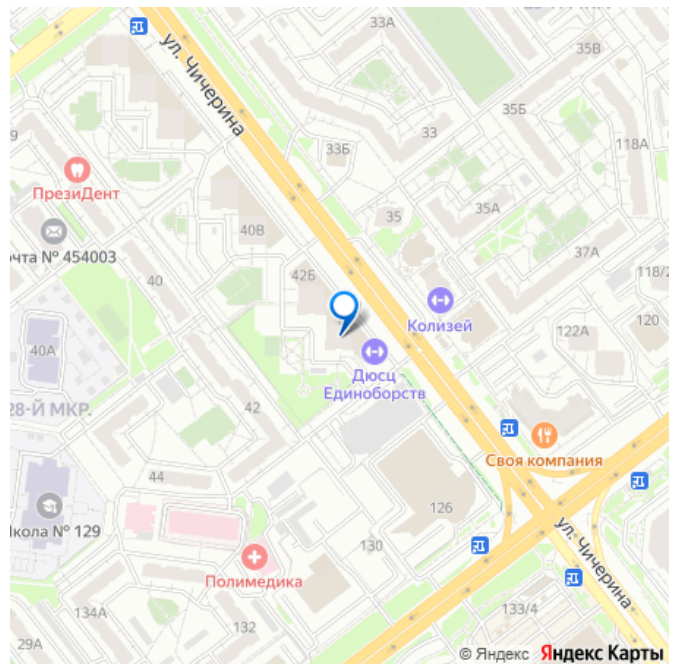 33А
35В
ул. Чичерина
35Б
33
118А
9
33Б
ПрезиДент
35А
35
40В
37А
чта № 454003
42Б
118/2
40
Колизей
122А
120
40А
Дюсц
Единоборств
28-Й МКР.
42
Своя компания
44
126
кола № 129
130
ул. Чичерина
Полимедика
134А
133/4
132
29А
© Яндекс Яндекс Карты